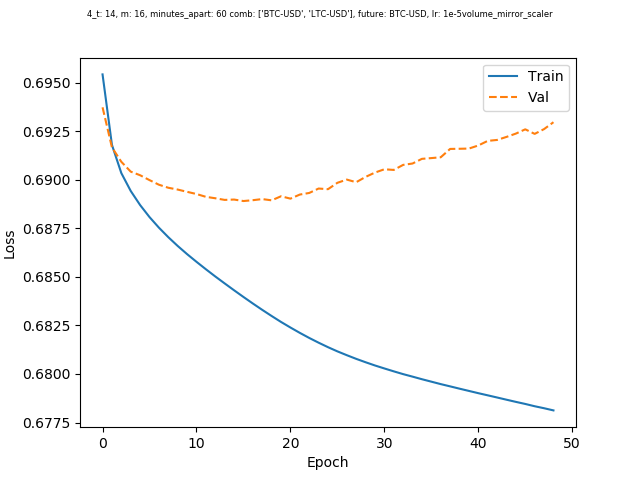 4_t: 14, m: 16, minutes_apart: 60 comb: ['BTC-USD', 'LTC-USD'], future: BTC-USD, lr: 1e-5volume_mirror_scaler
Train
Val
0.6950
0.6925
0.6900
0.6875
0.6850
0.6825
0.6800
0.6775
Loss
0 10 20 30 40 50
Epoch